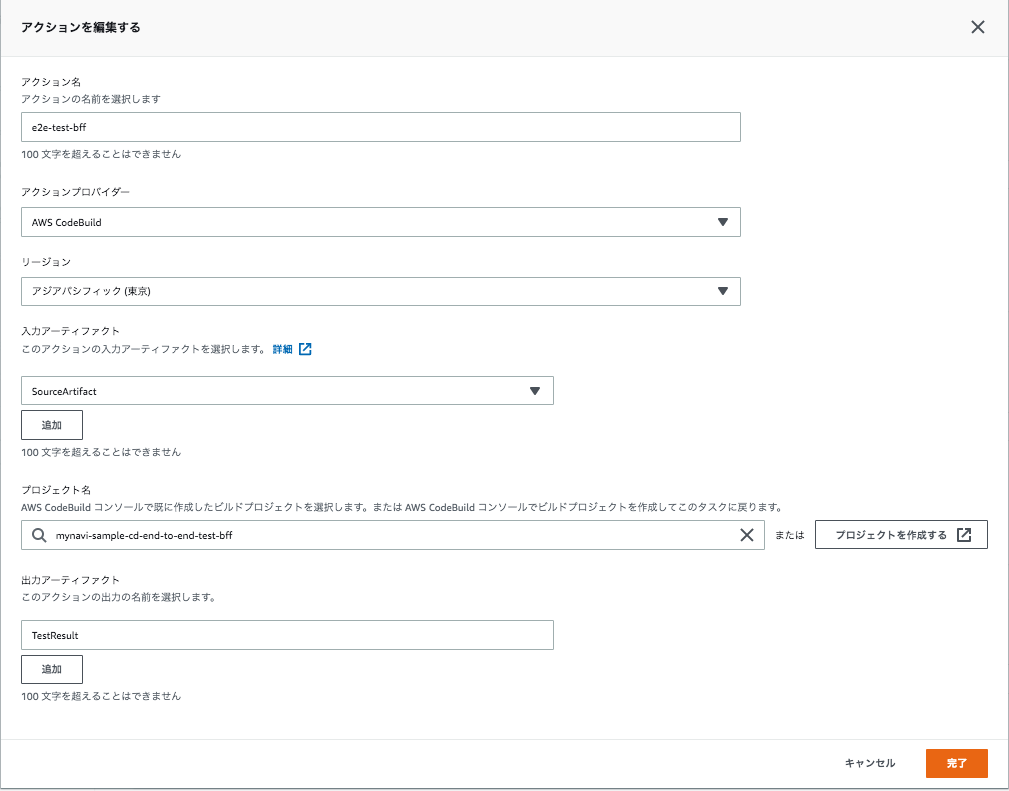 アクションを編集する
アクション名
アクションの名前を選択します
e2e-test-bff
100 文字を超えることはできません
アクションプロバイダー
AWS CodeBuild
リージョン
アジアパシフィック (東京)
入力アーティファクト
このアクションの入力アーティファクトを選択します。 詳細
SourceArtifact
追加
100 文字を超えることはできません
プロジェクト名
AWS CodeBuild コンソールで既に作成したビルドプロジェクトを選択します。または AWS CodeBuild コンソールでビルドプロジェクトを作成してこのタスクに戻ります。
mynavi-sample-cd-end-to-end-test-bff または プロジェクトを作成する
出力アーティファクト
このアクションの出力の名前を選択します。
TestResult
追加
100 文字を超えることはできません
キャンセル 完了